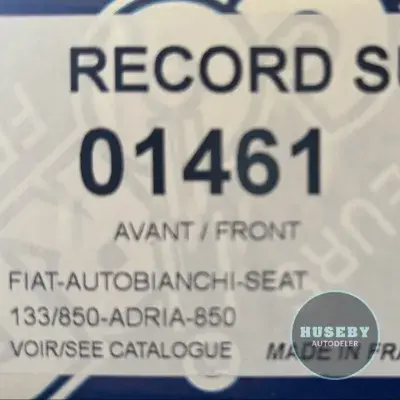 RECORD SU
01461
AVANT / FRONT
FIAT-AUTOBIANCHI-SEAT
133/850-ADRIA-850
VOIR/SEE CATALOGUE
MADE IN FRA
HUSEBY
AUTODELER